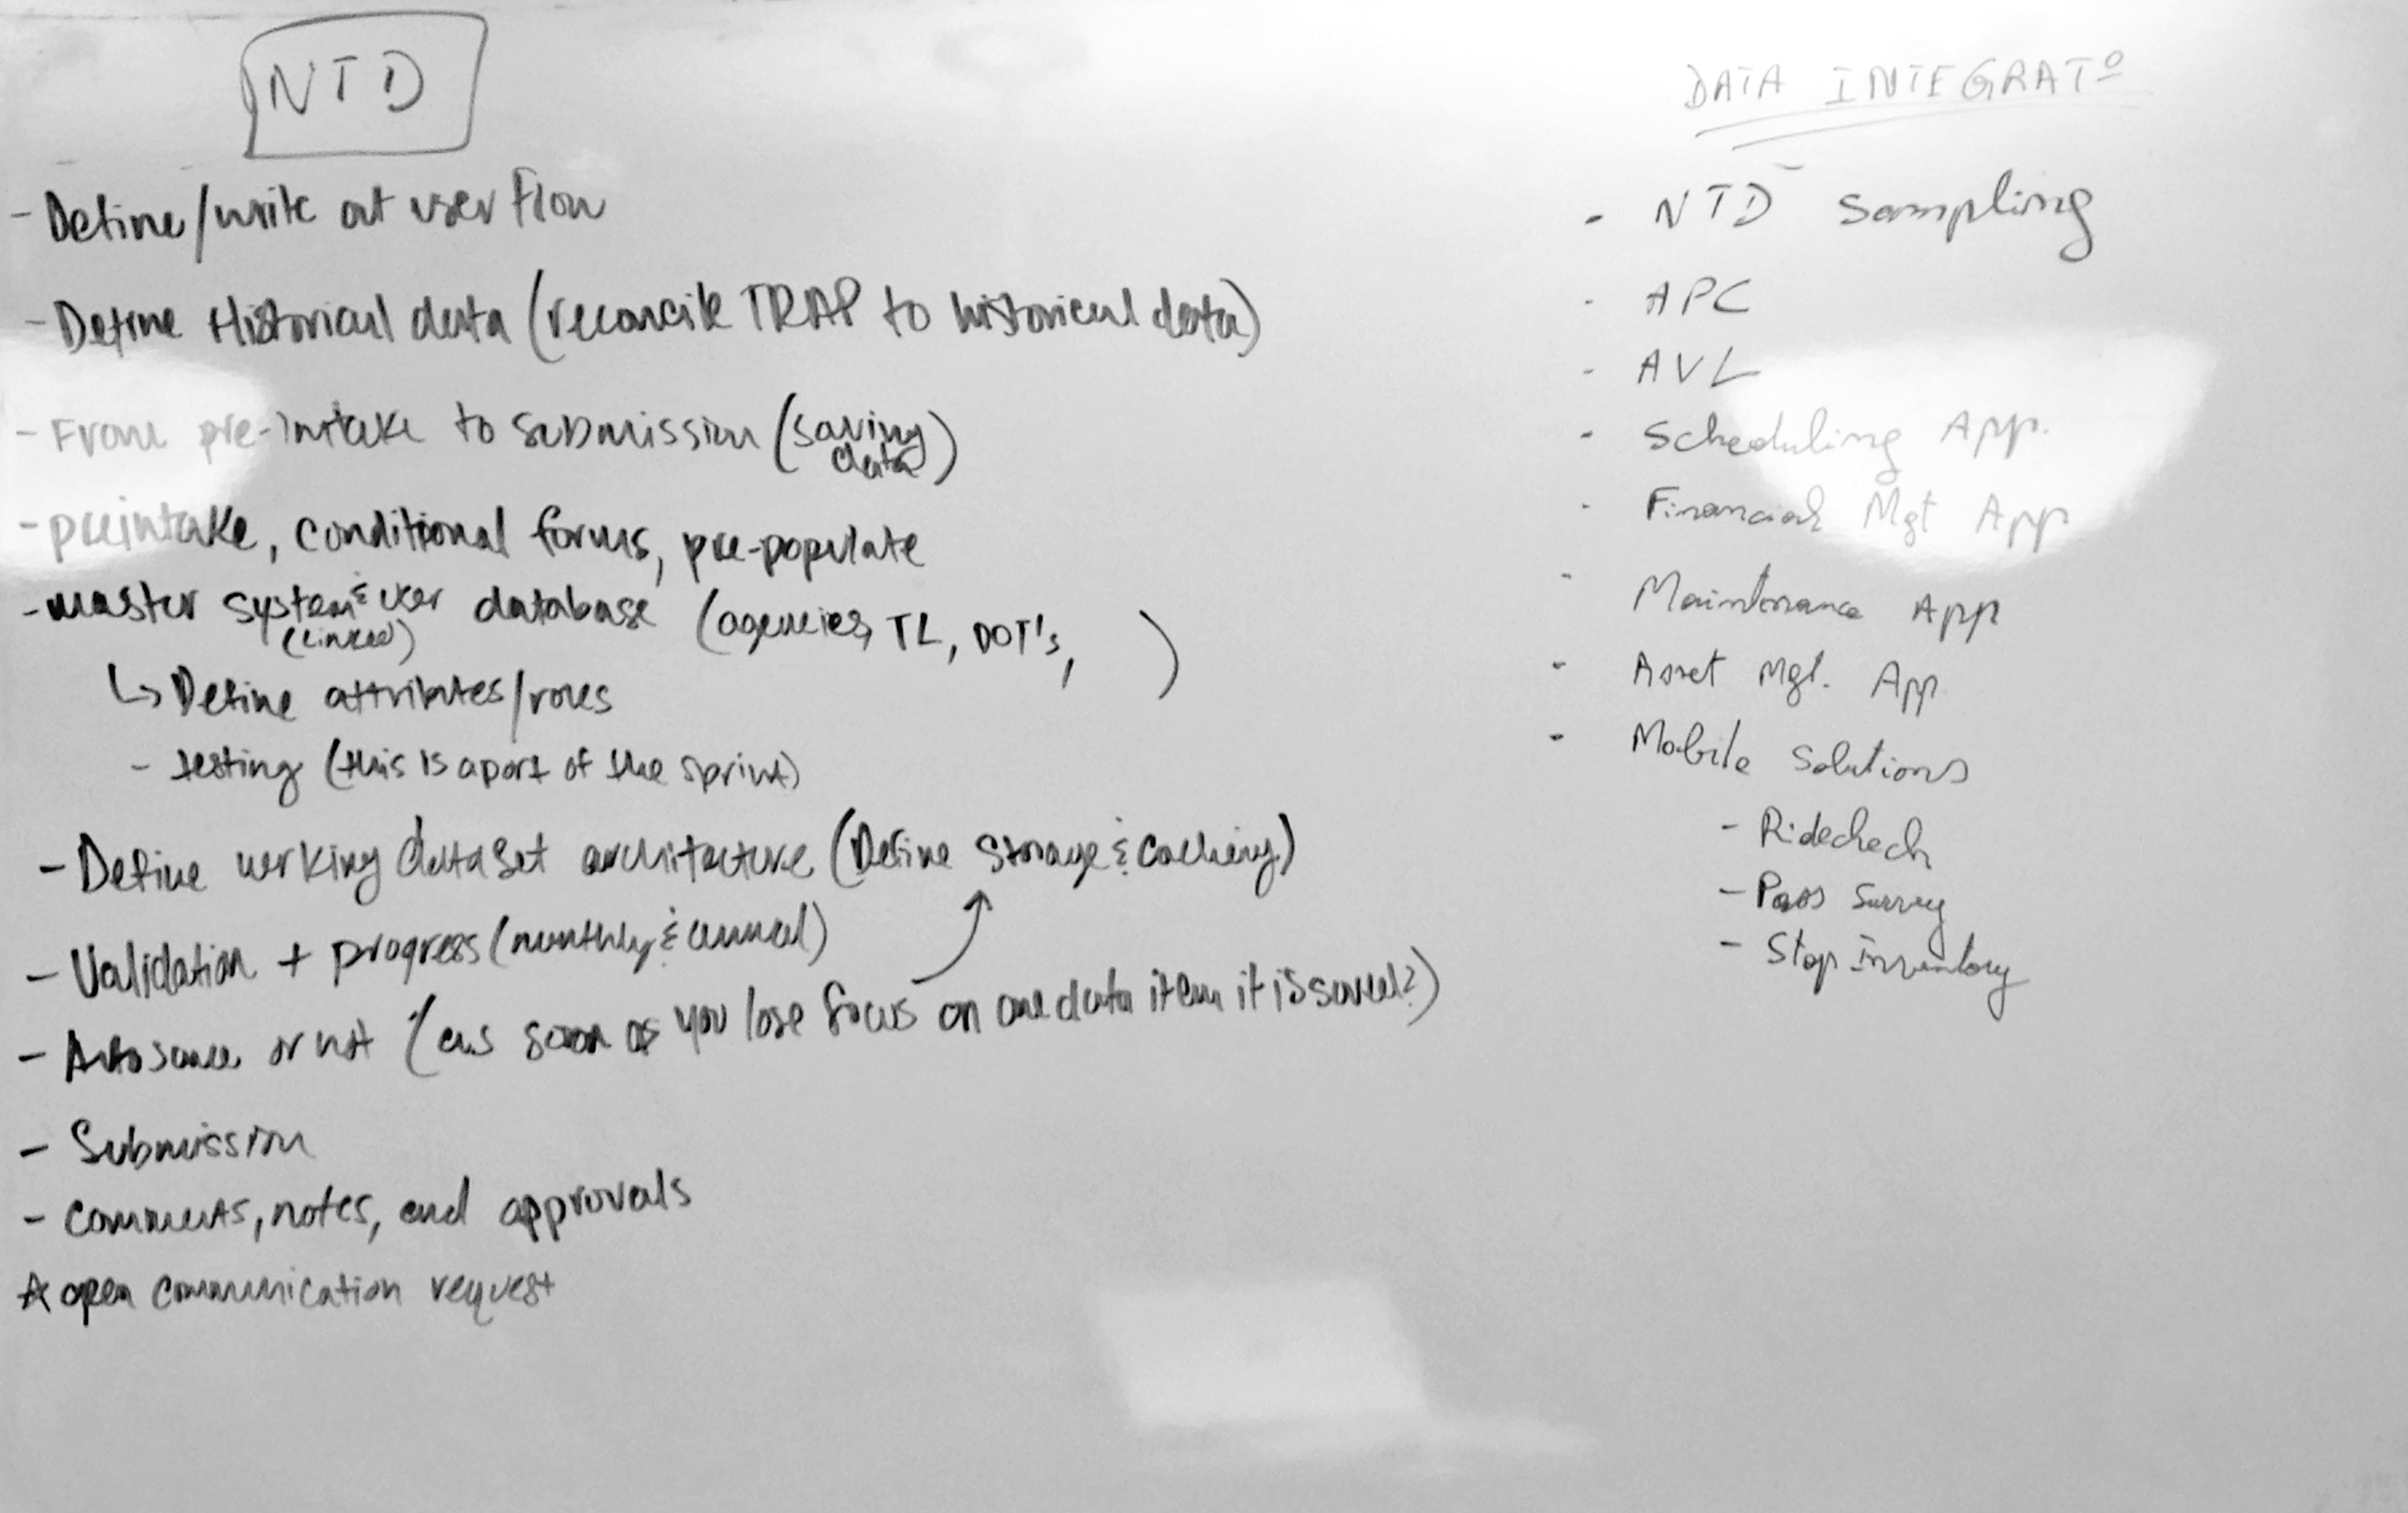 NTD
- Define/write out user flow
- Define Historical data (reconcile TRAP to historical data)
- From pre-intake to submission (saving data)
- preintake, conditional forms, pre-populate
- master system & user database (agencies, TL, DOT's, )
(linked)
↳ Define attributes/roles
- testing (this is a part of the sprint)
- Define working dataset architecture (Define Storage & Caching)
- Validation + progress (monthly & annual)
- Autosave or not (as soon as you lose focus on one data item it is saved?)
- Submission
- comments, notes, and approvals
☆ open communication request
DATA INTEGRATº
- NTD Sampling
- APC
- AVL
- Scheduling App.
- Financial Mgt App
- Maintenance App
- Asset Mgt. App.
- Mobile Solutions
- Ridecheck
- Pass Survey
- Stop Inventory